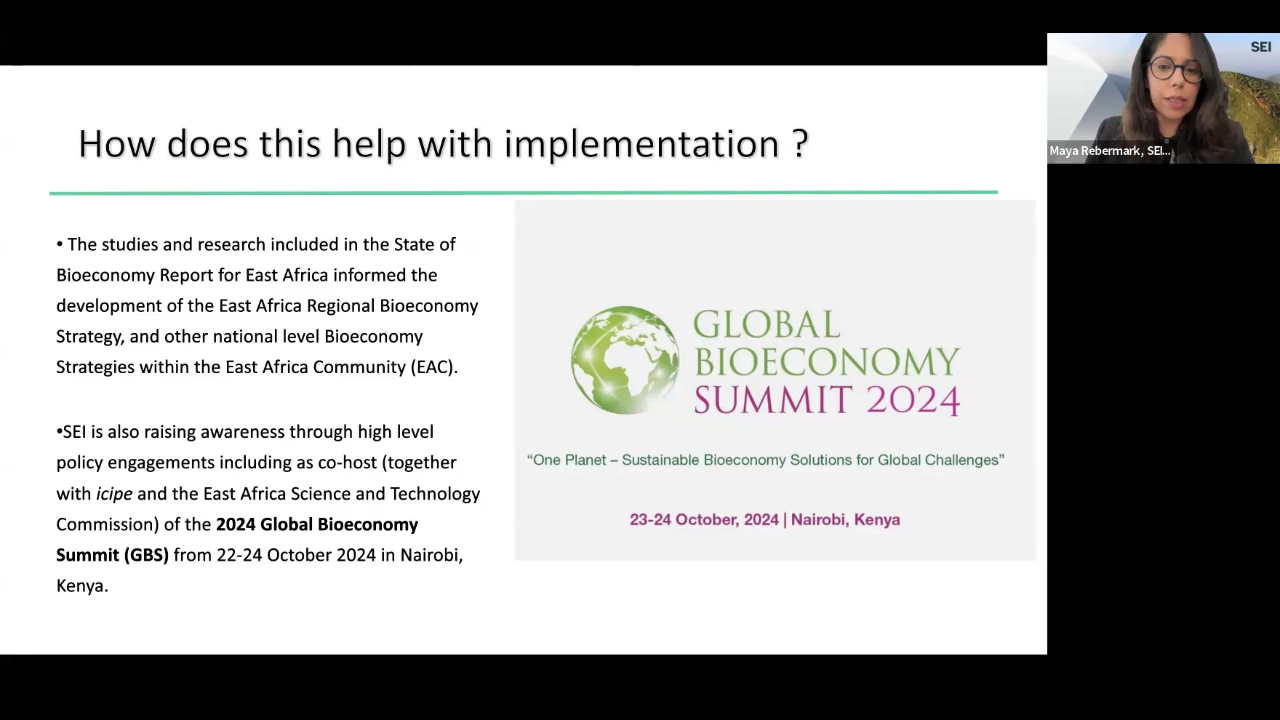 How does this help with implementation ?
• The studies and research included in the State of
Bioeconomy Report for East Africa informed the
development of the East Africa Regional Bioeconomy
Strategy, and other national level Bioeconomy
Strategies within the East Africa Community (EAC).
•SEI is also raising awareness through high level
policy engagements including as co-host (together
with icipe and the East Africa Science and Technology
Commission) of the 2024 Global Bioeconomy
Summit (GBS) from 22-24 October 2024 in Nairobi,
Kenya.
GLOBAL
BIOECONOMY
SUMMIT 2024
“One Planet – Sustainable Bioeconomy Solutions for Global Challenges”
23-24 October, 2024 | Nairobi, Kenya
SEI
Maya Rebermark, SEI...